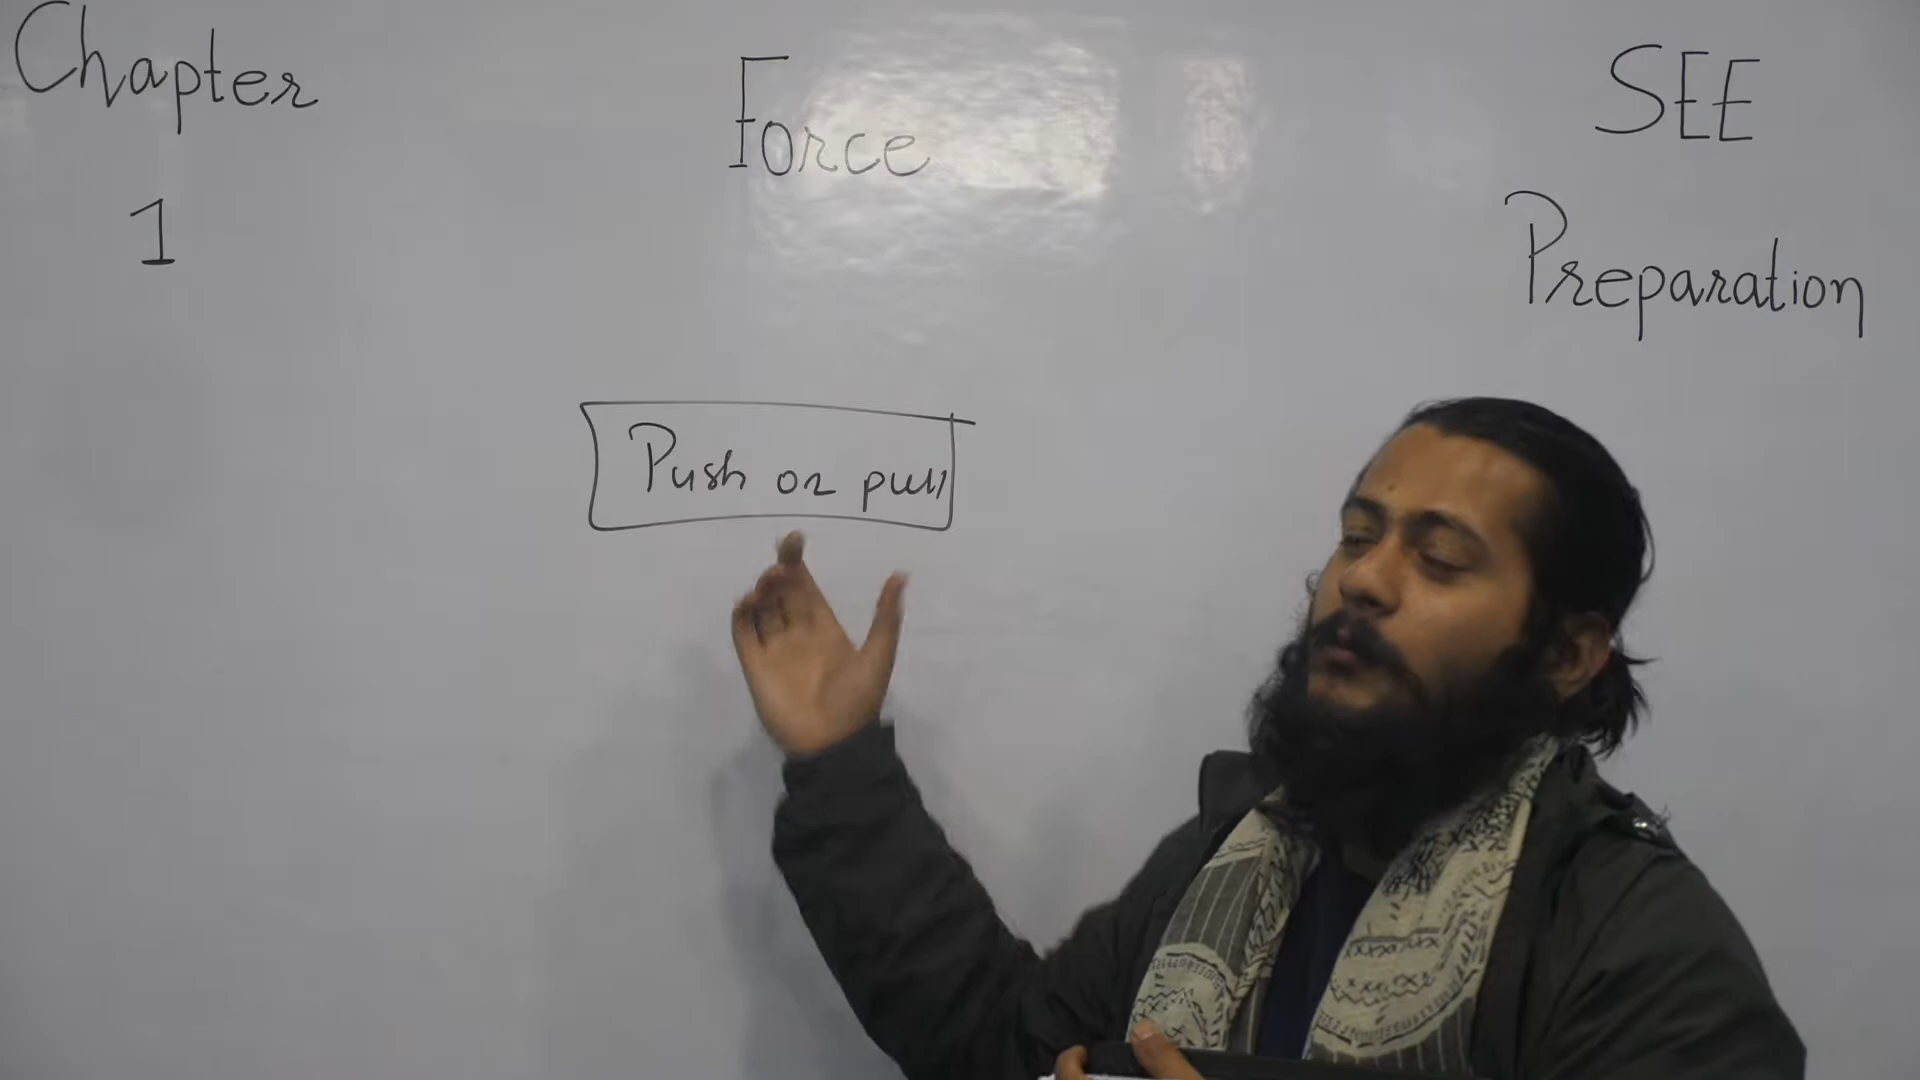 Chapter
1
Force
SEE
Preparation
Push or pull